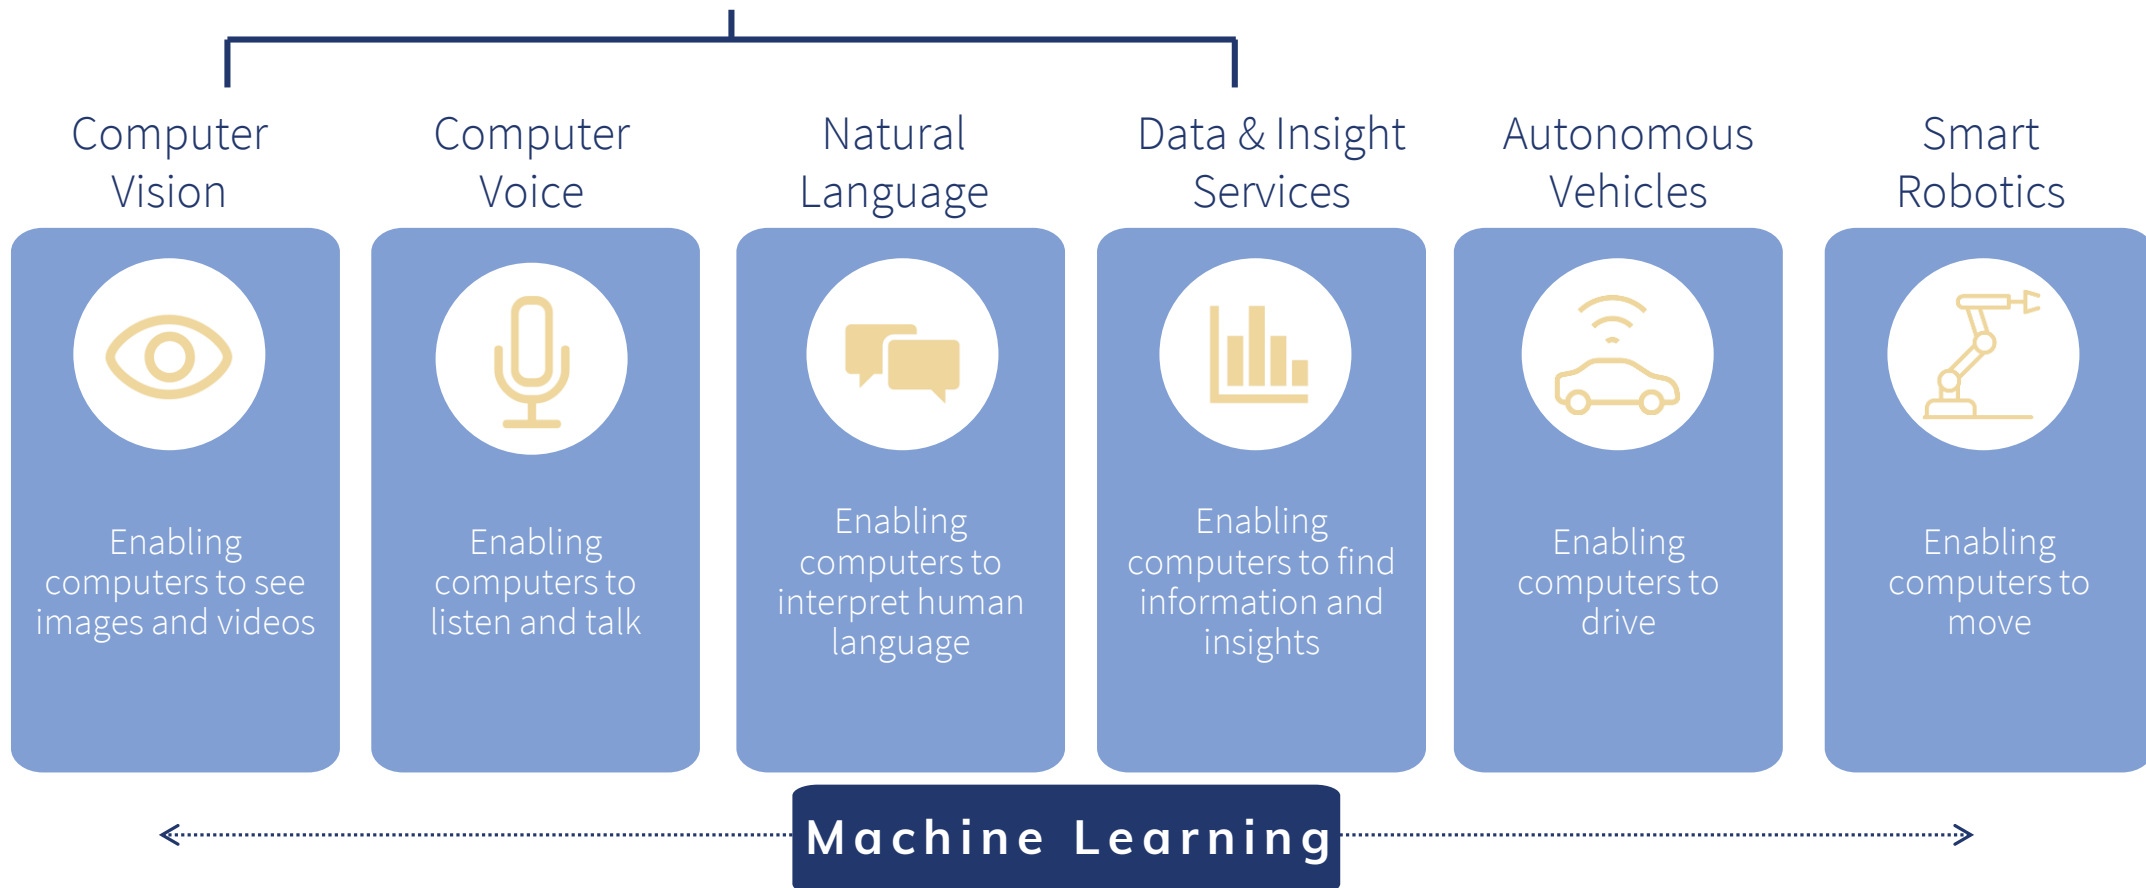 Computer
Vision
Computer
Voice
Natural
Language
Data & Insight
Services
Autonomous
Vehicles
Smart
Robotics
Enabling
computers to see
images and videos
Enabling
computers to
listen and talk
Enabling
computers to
interpret human
language
Enabling
computers to find
information and
insights
Enabling
computers to
drive
Enabling
computers to
move
Machine Learning